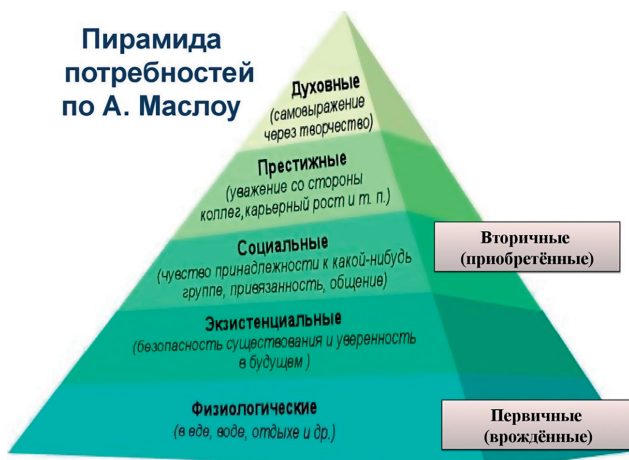 Пирамида
потребностей
по А. Маслоу
Духовные
(самовыражение
через творчество)
Престижные
(уважение со стороны
коллег, карьерный рост и т. п.)
Социальные
(чувство принадлежности к какой-нибудь
группе, привязанность, общение)
Вторичные
(приобретённые)
Экзистенциальные
(безопасность существования и уверенность
в будущем )
Физиологические
(в еде, воде, отдыхе и др.)
Первичные
(врождённые)